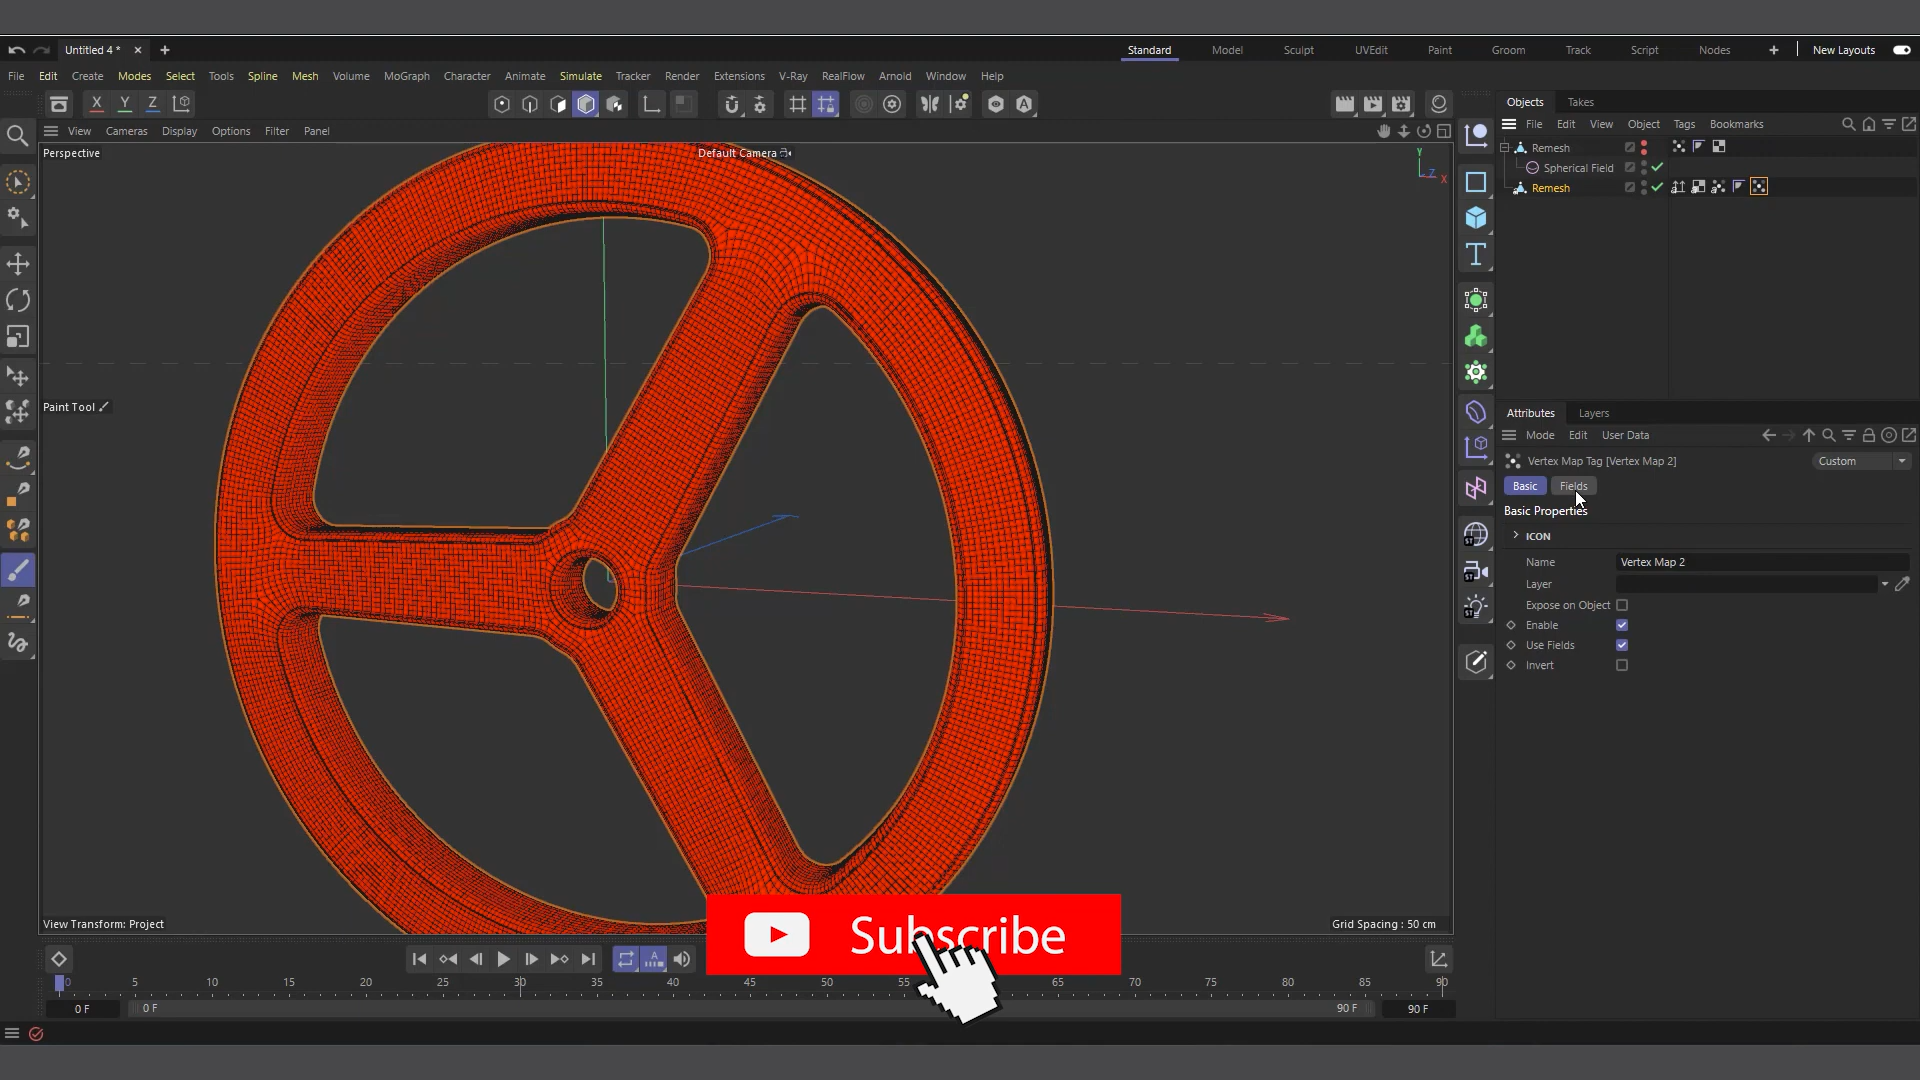 Untitled 4 *
Standard Model Sculpt UVEdit Paint Groom Track Script Nodes New Layouts
File Edit Create Modes Select Tools Spline Mesh Volume MoGraph Character Animate Simulate Tracker Render Extensions V-Ray RealFlow Arnold Window Help
X Y Z
Objects Takes
View Cameras Display Options Filter Panel
File Edit View Object Tags Bookmarks
Perspective
Default Camera
Y
Z
X
Remesh
Spherical Field
Remesh
Paint Tool
Attributes Layers
Mode Edit User Data
Vertex Map Tag [Vertex Map 2]
Custom
Basic Fields
Basic Properties
ICON
Name Vertex Map 2
Layer
Expose on Object
Enable
Use Fields
Invert
View Transform: Project
Grid Spacing : 50 cm
Subscribe
0 5 10 15 20 25 30 35 40 45 50 55 65 70 75 80 85 90
0 F 0 F 90 F 90 F